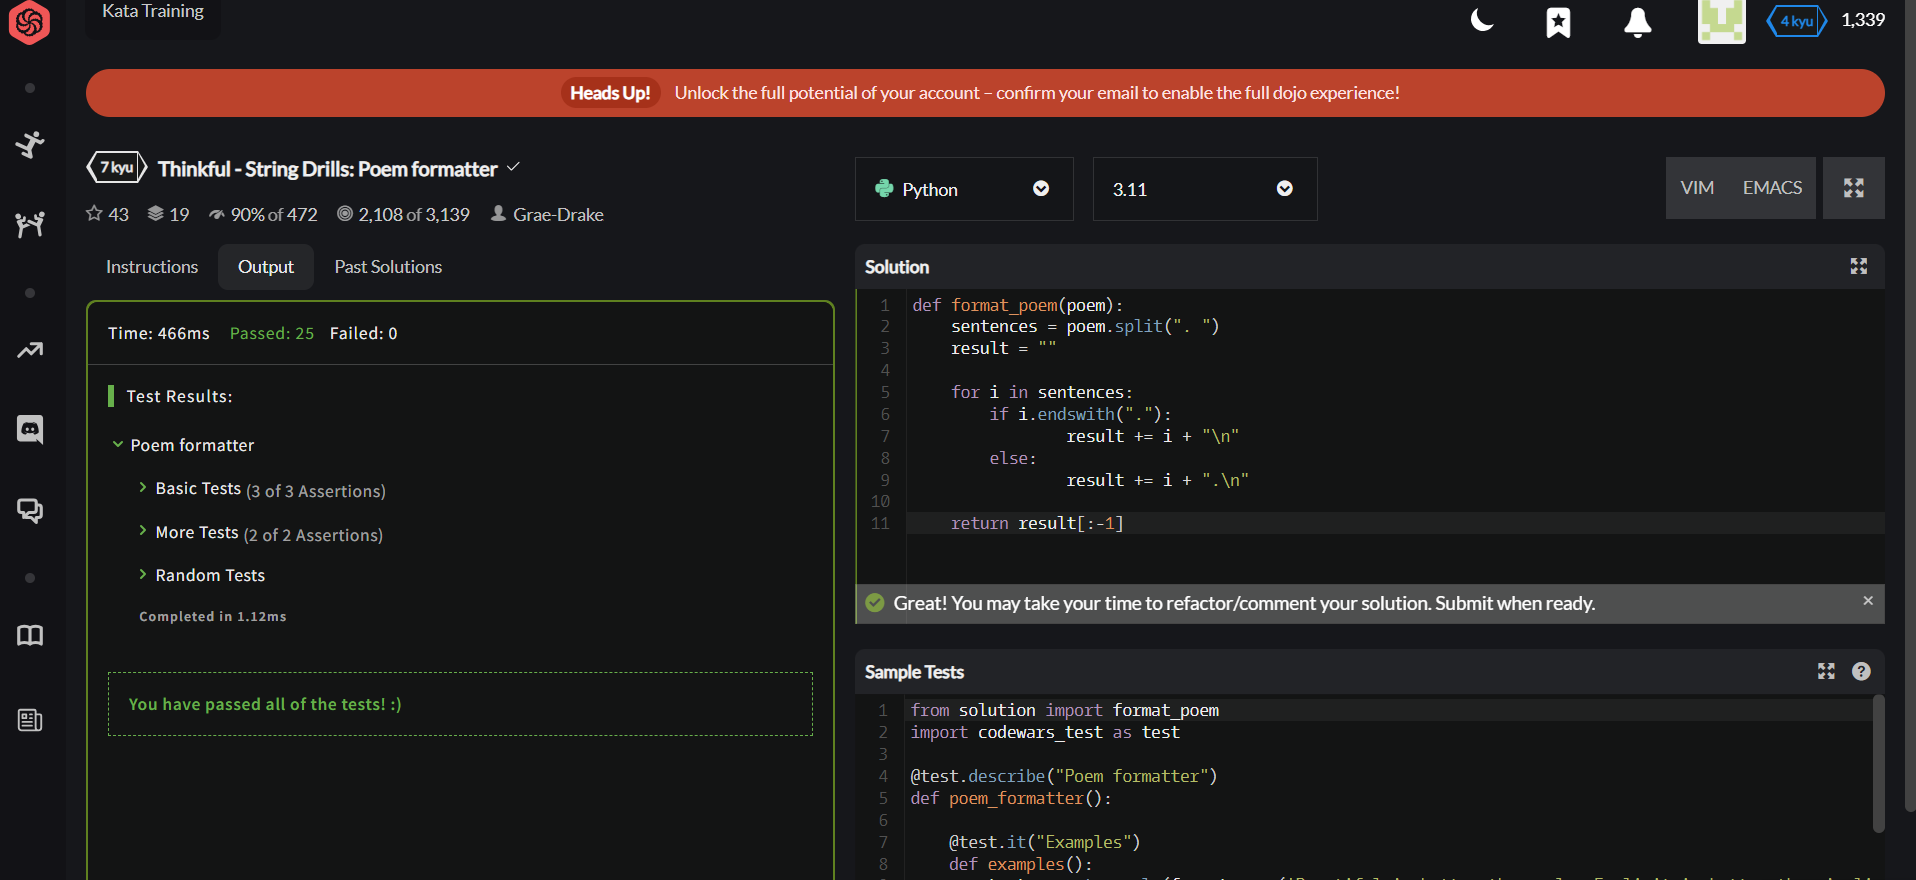 Kata Training
4 kyu 1,339
Heads Up! Unlock the full potential of your account – confirm your email to enable the full dojo experience!
7 kyu Thinkful - String Drills: Poem formatter
43 19 90% of 472 2,108 of 3,139 Grae-Drake
Python 3.11 VIM EMACS
Instructions Output Past Solutions
Time: 466ms Passed: 25 Failed: 0
Test Results:
Poem formatter
Basic Tests (3 of 3 Assertions)
More Tests (2 of 2 Assertions)
Random Tests
Completed in 1.12ms
You have passed all of the tests! :)
Solution
1 def format_poem(poem):
2     sentences = poem.split(". ")
3     result = ""
4
5     for i in sentences:
6         if i.endswith("."):
7                 result += i + "\n"
8         else:
9                 result += i + ".\n"
10
11     return result[:-1]
Great! You may take your time to refactor/comment your solution. Submit when ready.
Sample Tests
1 from solution import format_poem
2 import codewars_test as test
3
4 @test.describe("Poem formatter")
5 def poem_formatter():
6
7     @test.it("Examples")
8     def examples():